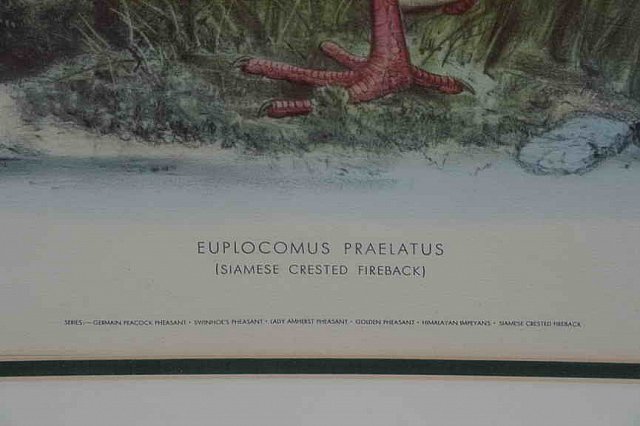 EUPLOCOMUS PRAELATUS
(SIAMESE CRESTED FIREBACK)
SERIES:— GERMAIN PEACOCK PHEASANT · SWINHOE'S PHEASANT · LADY AMHERST PHEASANT · GOLDEN PHEASANT · HIMALAYAN IMPEYANS · SIAMESE CRESTED FIREBACK